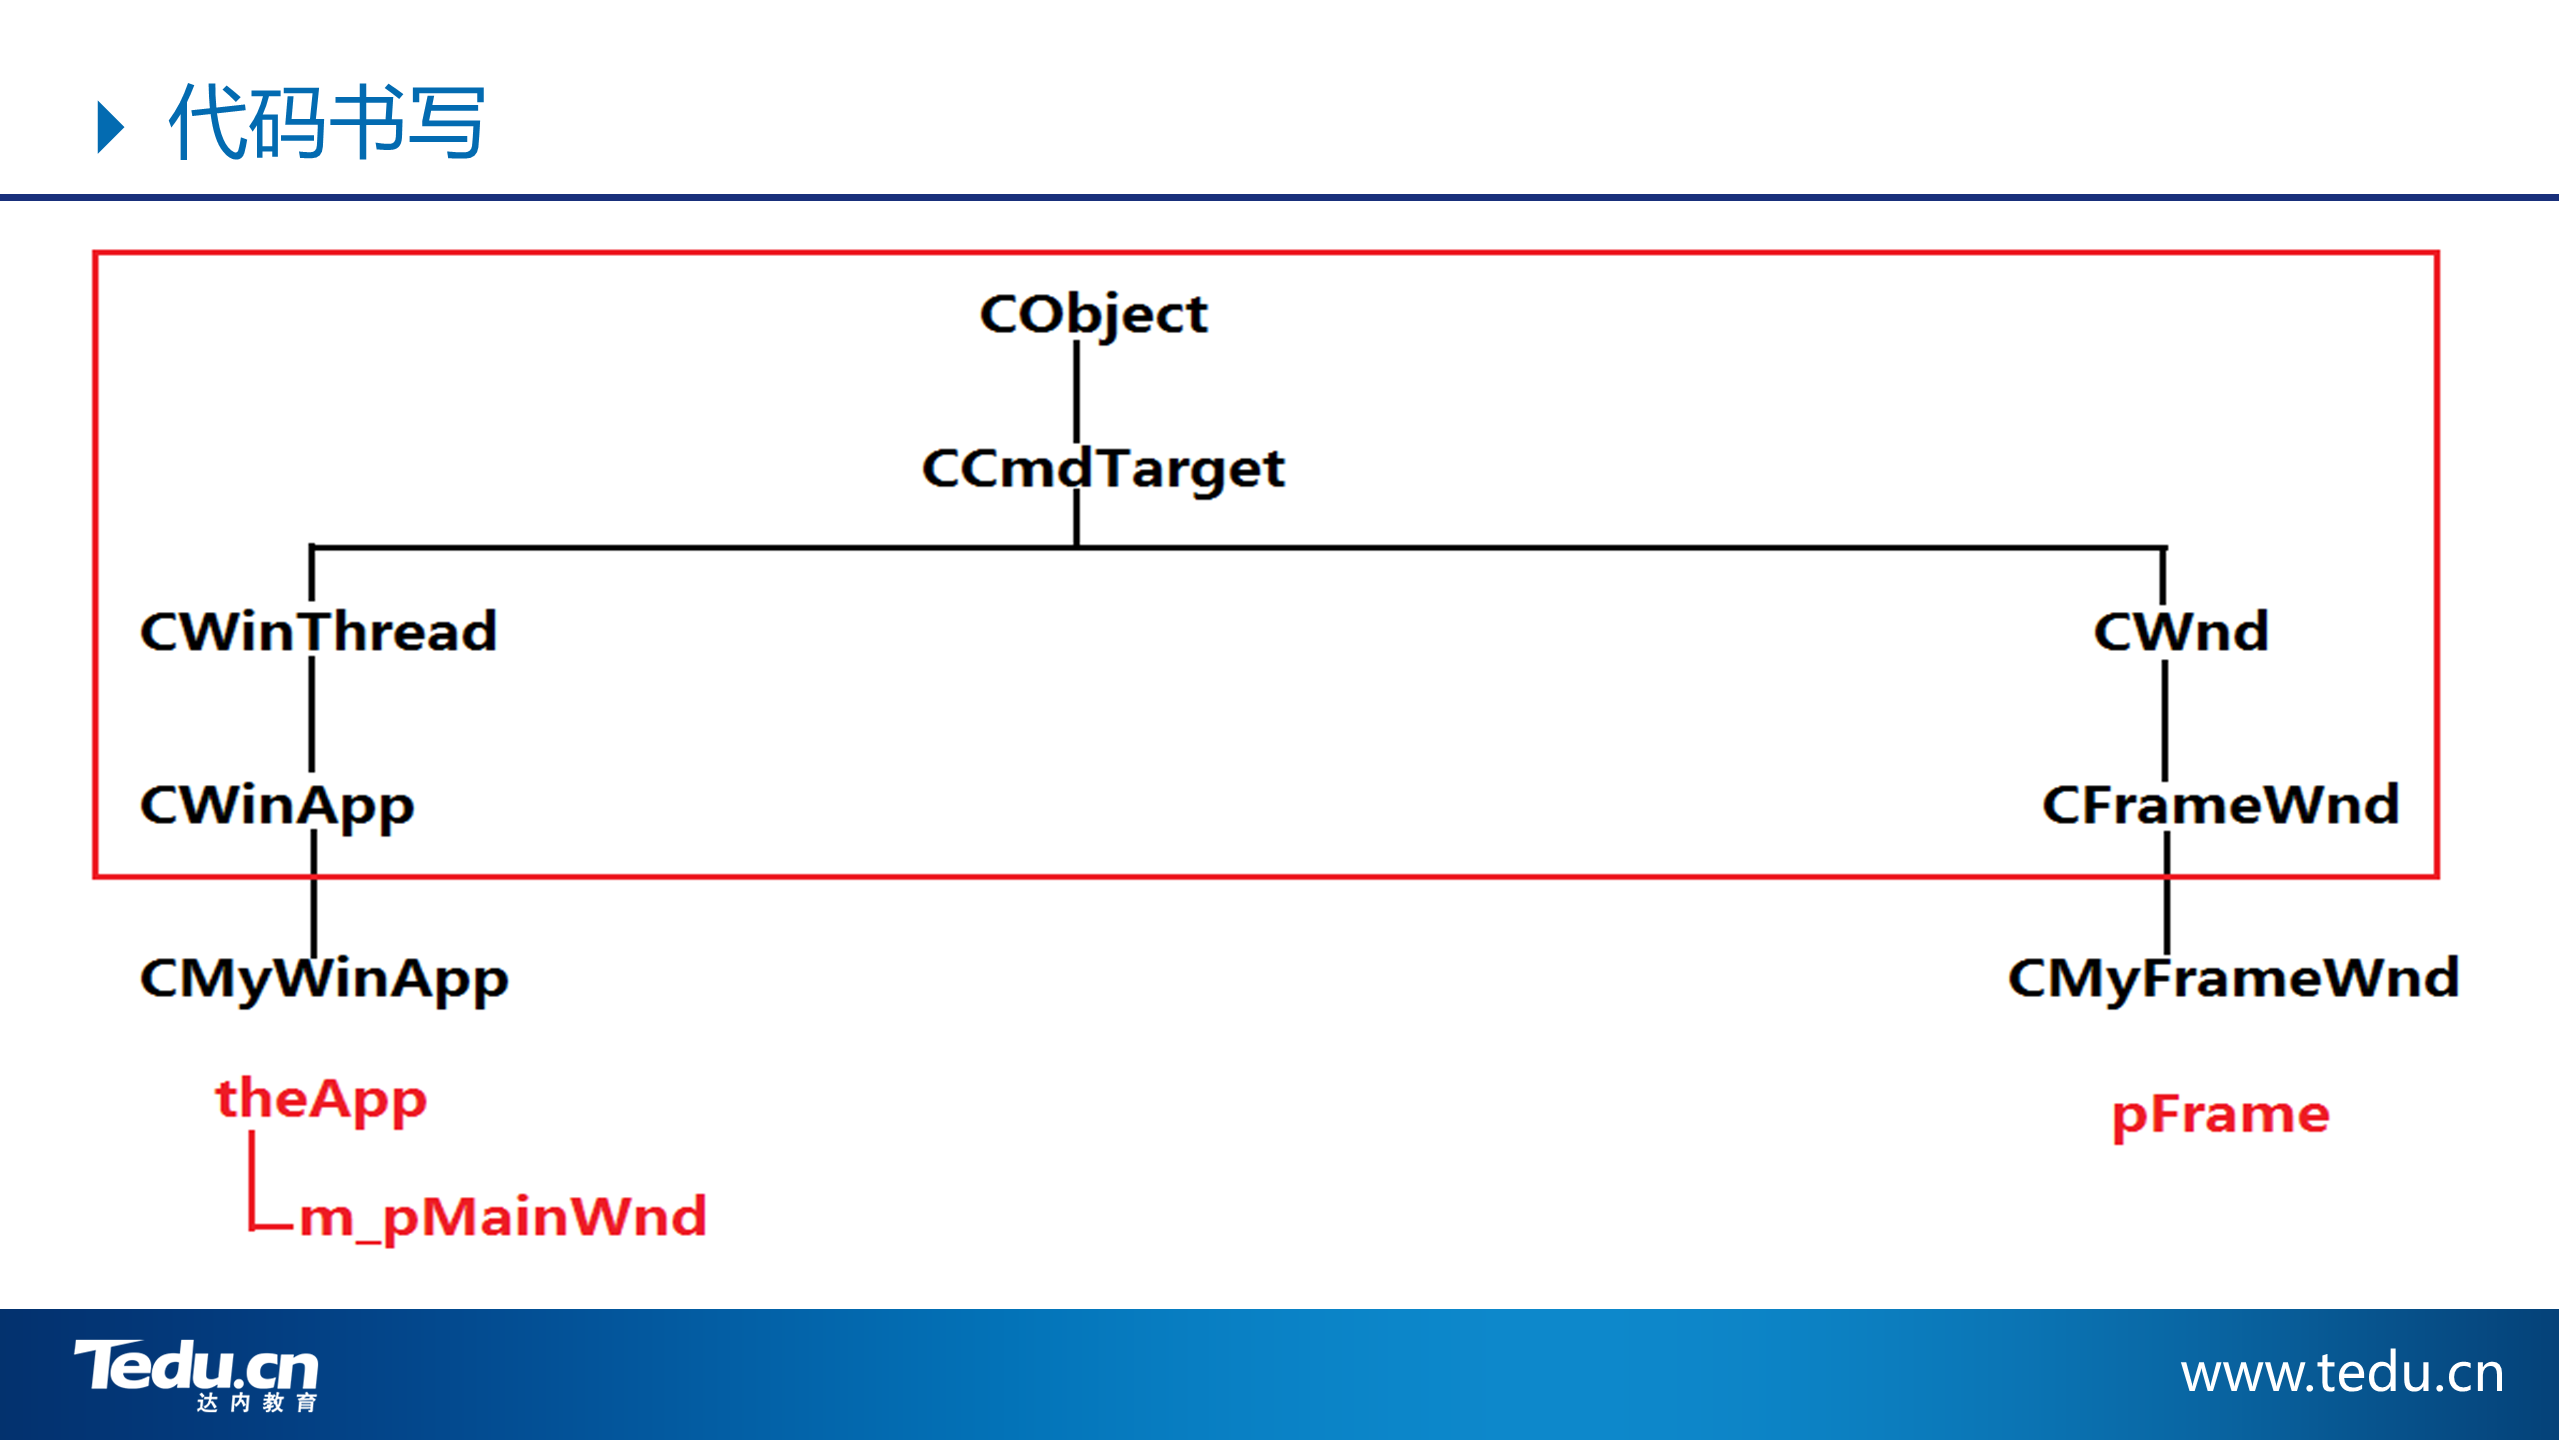 代码书写
CObject
CCmdTarget
CWinThread
CWnd
CWinApp
CFrameWnd
CMyWinApp
CMyFrameWnd
theApp
pFrame
m_pMainWnd
Tedu.cn
达内教育
www.tedu.cn